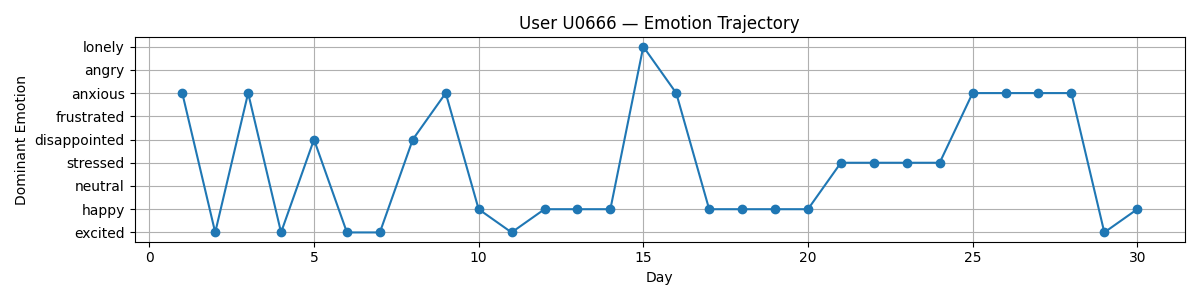 User U0666 — Emotion Trajectory
Dominant Emotion
lonely
angry
anxious
frustrated
disappointed
stressed
neutral
happy
excited
0 5 10 15 20 25 30
Day